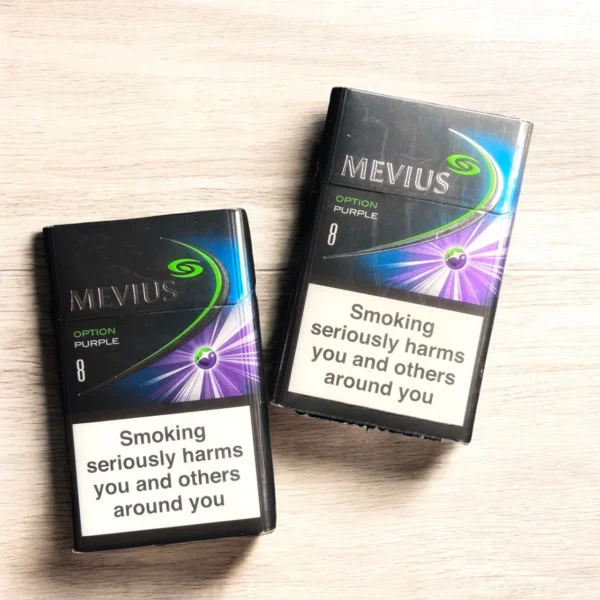 MEVIUS
OPTION
PURPLE
8
Smoking
seriously harms
you and others
around you
MEVIUS
OPTION
PURPLE
8
Smoking
seriously harms
you and others
around you